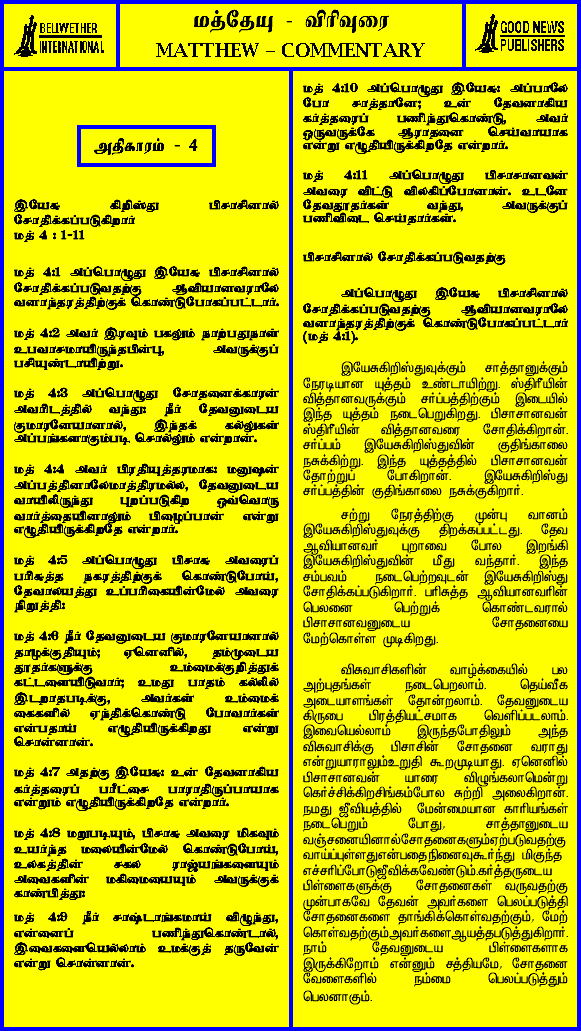 BELWETHER
INTERNATIONAL
மத்தேயு - விரிவுரை
MATTHEW – COMMENTARY
GOOD NEWS
PUBLISHERS
அதிகாரம் - 4
இயேசு கிறிஸ்து பிசாசினால்
சோதிக்கப்படுகிறார்
மத் 4 : 1-11
மத் 4:1 அப்பொழுது இயேசு பிசாசினால்
சோதிக்கப்படுவதற்கு ஆவியானவராலே
வனாந்தரத்திற்குக் கொண்டுபோகப்பட்டார்.
மத் 4:2 அவர் இரவும் பகலும் நாற்பதுநாள்
உபவாசமாயிருந்தபின்பு, அவருக்குப்
பசியுண்டாயிற்று.
மத் 4:3 அப்பொழுது சோதனைக்காரன்
அவரிடத்தில் வந்து: நீர் தேவனுடைய
குமாரனேயானால், இந்தக் கல்லுகள்
அப்பங்களாகும்படி சொல்லும் என்றான்.
மத் 4:4 அவர் பிரதியுத்தரமாக: மனுஷன்
அப்பத்தினாலேமாத்திரமல்ல, தேவனுடைய
வாயிலிருந்து புறப்படுகிற ஒவ்வொரு
வார்த்தையினாலும் பிழைப்பான் என்று
எழுதியிருக்கிறதே என்றார்.
மத் 4:5 அப்பொழுது பிசாசு அவரைப்
பரிசுத்த நகரத்திற்குக் கொண்டுபோய்,
தேவாலயத்து உப்பரிகையின்மேல் அவரை
நிறுத்தி:
மத் 4:6 நீர் தேவனுடைய குமாரனேயானால்
தாழக்குதியும்; ஏனெனில், தம்முடைய
தூதர்களுக்கு உம்மைக்குறித்துக்
கட்டளையிடுவார்; உமது பாதம் கல்லில்
இடறாதபடிக்கு, அவர்கள் உம்மைக்
கைகளில் ஏந்திக்கொண்டு போவார்கள்
என்பதாய் எழுதியிருக்கிறது என்று
சொன்னான்.
மத் 4:7 அதற்கு இயேசு: உன் தேவனாகிய
கர்த்தரைப் பரீட்சை பாராதிருப்பாயாக
என்றும் எழுதியிருக்கிறதே என்றார்.
மத் 4:8 மறுபடியும், பிசாசு அவரை மிகவும்
உயர்ந்த மலையின்மேல் கொண்டுபோய்,
உலகத்தின் சகல ராஜ்யங்களையும்
அவைகளின் மகிமையையும் அவருக்குக்
காண்பித்து:
மத் 4:9 நீர் சாஷ்டாங்கமாய் விழுந்து,
என்னைப் பணிந்துகொண்டால்,
இவைகளையெல்லாம் உமக்குத் தருவேன்
என்று சொன்னான்.
மத் 4:10 அப்பொழுது இயேசு: அப்பாலே
போ சாத்தானே; உன் தேவனாகிய
கர்த்தரைப் பணிந்துகொண்டு, அவர்
ஒருவருக்கே ஆராதனை செய்வாயாக
என்று எழுதியிருக்கிறதே என்றார்.
மத் 4:11 அப்பொழுது பிசாசானவன்
அவரை விட்டு விலகிப்போனான். உடனே
தேவதூதர்கள் வந்து, அவருக்குப்
பணிவிடை செய்தார்கள்.
பிசாசினால் சோதிக்கப்படுவதற்கு
அப்பொழுது இயேசு பிசாசினால்
சோதிக்கப்படுவதற்கு ஆவியானவராலே
வனாந்தரத்திற்குக் கொண்டுபோகப்பட்டார்
(மத் 4:1).
இயேசுகிறிஸ்துவுக்கும் சாத்தானுக்கும்
நேரடியான யுத்தம் உண்டாயிற்று. ஸ்திரீயின்
வித்தானவருக்கும் சர்ப்பத்திற்கும் இடையில்
இந்த யுத்தம் நடைபெறுகிறது. பிசாசானவன்
ஸ்திரீயின் வித்தானவரை சோதிக்கிறான்.
சர்ப்பம் இயேசுகிறிஸ்துவின் குதிங்காலை
நசுக்கிற்று. இந்த யுத்தத்தில் பிசாசானவன்
தோற்றுப் போகிறான். இயேசுகிறிஸ்து
சர்ப்பத்தின் குதிங்காலை நசுக்குகிறார்.
சற்று நேரத்திற்கு முன்பு வானம்
இயேசுகிறிஸ்துவுக்கு திறக்கப்பட்டது. தேவ
ஆவியானவர் புறாவை போல இறங்கி
இயேசுகிறிஸ்துவின் மீது வந்தார். இந்த
சம்பவம் நடைபெற்றவுடன் இயேசுகிறிஸ்து
சோதிக்கப்படுகிறார். பரிசுத்த ஆவியானவரின்
பெலனை பெற்றுக் கொண்டவரால்
பிசாசானவனுடைய சோதனையை
மேற்கொள்ள முடிகிறது.
விசுவாசிகளின் வாழ்க்கையில் பல
அற்புதங்கள் நடைபெறலாம். தெய்வீக
அடையாளங்கள் தோன்றலாம். தேவனுடைய
கிருபை பிரத்தியட்சமாக வெளிப்படலாம்.
இவையெல்லாம் இருந்தபோதிலும் அந்த
விசுவாசிக்கு பிசாசின் சோதனை வராது
என்றுயாராலும்உறுதி கூறமுடியாது. ஏனெனில்
பிசாசானவன் யாரை விழுங்கலாமென்று
கெர்ச்சிக்கிறசிங்கம்போல சுற்றி அலைகிறான்.
நமது ஜீவியத்தில் மேன்மையான காரியங்கள்
நடைபெறும் போது, சாத்தானுடைய
வஞ்சனையினால்சோதனைகளும்ஏற்படுவதற்கு
வாய்ப்புள்ளதுஎன்பதைநினைவுகூர்ந்து மிகுந்த
எச்சரிப்போடுஜீவிக்கவேண்டும்.கர்த்தருடைய
பிள்ளைகளுக்கு சோதனைகள் வருவதற்கு
முன்பாகவே தேவன் அவர்களை பெலப்படுத்தி
சோதனைகளை தாங்கிக்கொள்வதற்கும், மேற்
கொள்வதற்கும்அவர்களைஆயத்தபடுத்துகிறார்.
நாம் தேவனுடைய பிள்ளைகளாக
இருக்கிறோம் என்னும் சத்தியமே, சோதனை
வேளைகளில் நம்மை பெலப்படுத்தும்
பெலனாகும்.